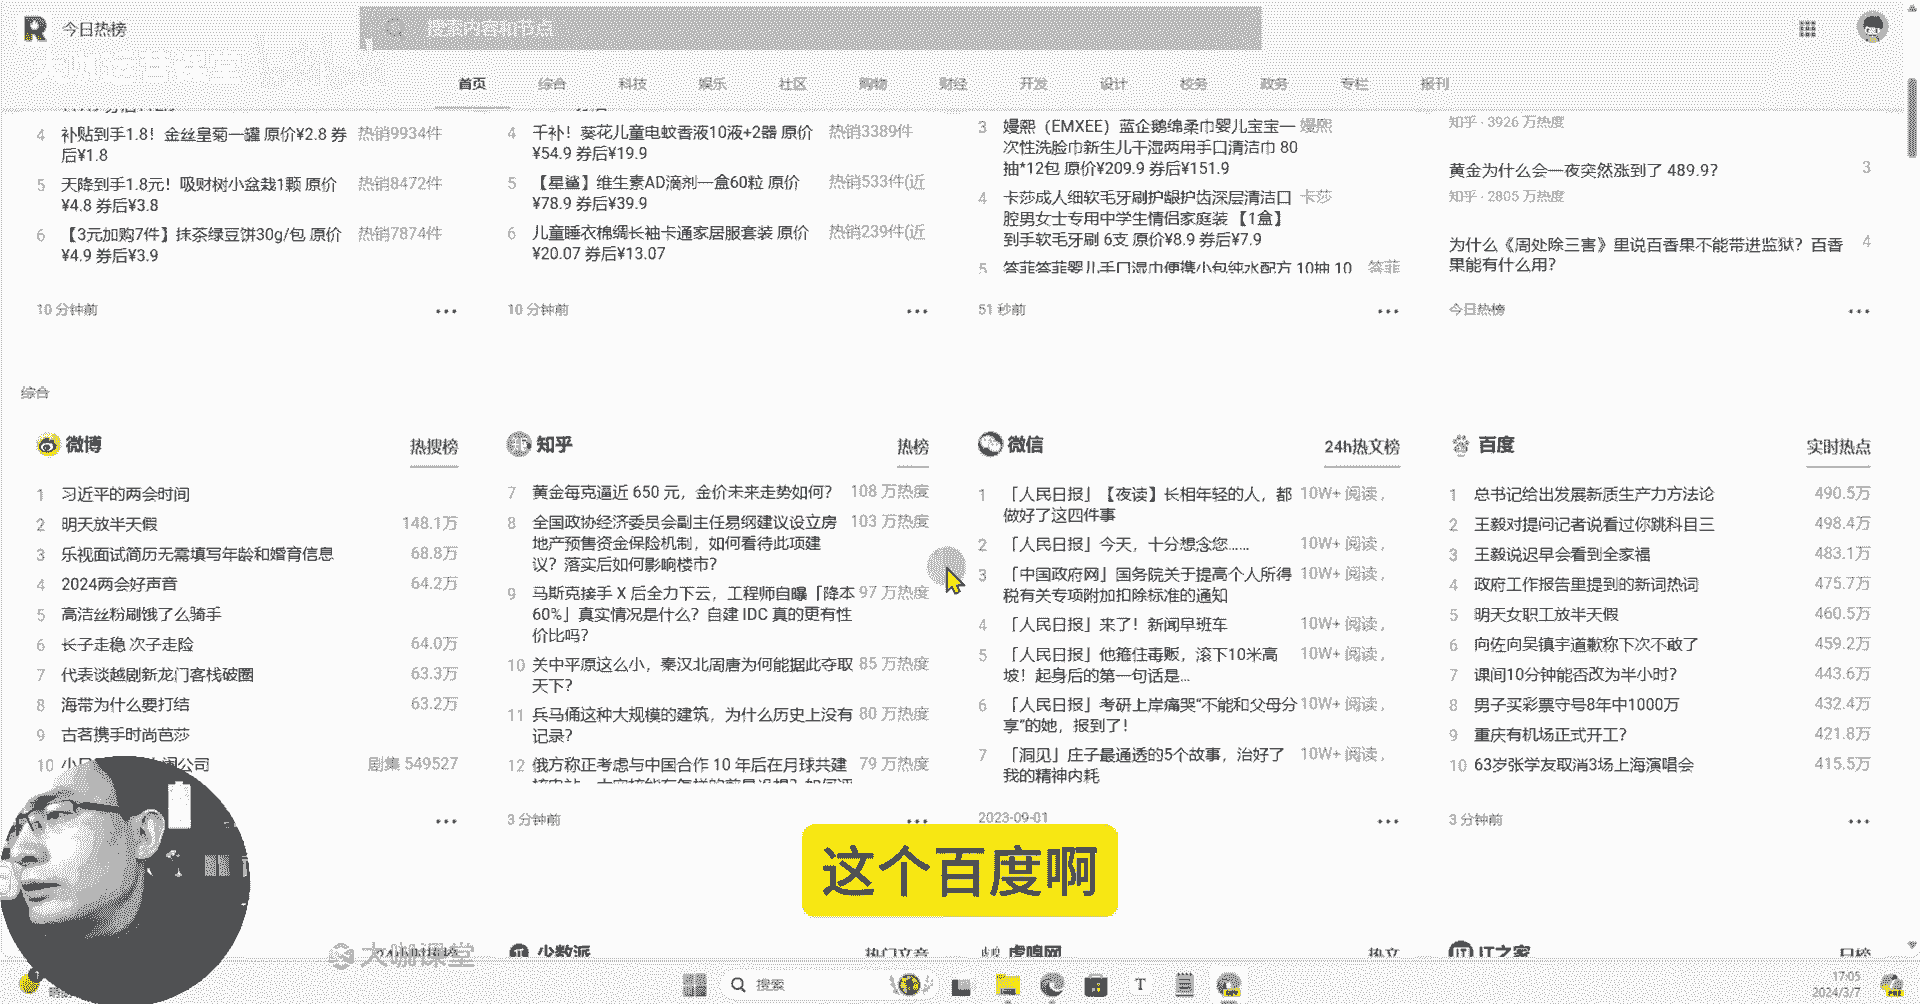 今日热榜
搜索内容和节点
大咖运营课堂
首页 综合 科技 娱乐 社区 购物 财经 开发 设计 校务 政务 专栏 报刊
4 补贴到手1.8！金丝皇菊一罐 原价¥2.8 券 热销9934件
后¥1.8
5 天降到手1.8元！吸财树小盆栽1颗 原价 热销8472件
¥4.8 券后¥3.8
6 【3元加购7件】抹茶绿豆饼30g/包 原价 热销7874件
¥4.9 券后¥3.9
10 分钟前
4 千补！葵花儿童电蚊香液10液+2器 原价 热销3389件
¥54.9 券后¥19.9
5 【星鲨】维生素AD滴剂一盒60粒 原价 热销533件(近
¥78.9 券后¥39.9
6 儿童睡衣棉绸长袖卡通家居服套装 原价 热销239件(近
¥20.07 券后¥13.07
10 分钟前
3 嫚熙（EMXEE）蓝企鹅绵柔巾婴儿宝宝一 嫚熙
次性洗脸巾新生儿干湿两用手口清洁巾 80
抽*12包 原价¥209.9 券后¥151.9
4 卡莎成人细软毛牙刷护龈护齿深层清洁口 卡莎
腔男女士专用中学生情侣家庭装 【1盒】
到手软毛牙刷 6支 原价¥8.9 券后¥7.9
5 答菲答菲婴儿手口湿巾便携小包纯水配方 10抽 10 答菲
51 秒前
知乎 · 3926 万热度
黄金为什么会一夜突然涨到了 489.9？ 3
知乎 · 2805 万热度
为什么《周处除三害》里说百香果不能带进监狱？百香 4
果能有什么用？
今日热榜
综合
微博 热搜榜
1 习近平的两会时间
2 明天放半天假 148.1万
3 乐视面试简历无需填写年龄和婚育信息 68.8万
4 2024两会好声音 64.2万
5 高洁丝粉刷饿了么骑手
6 长子走稳 次子走险 64.0万
7 代表谈越剧新龙门客栈破圈 63.3万
8 海带为什么要打结 63.2万
9 古茗携手时尚芭莎
10 公司 剧集 549527
知乎 热榜
7 黄金每克逼近 650 元，金价未来走势如何？ 108 万热度
8 全国政协经济委员会副主任易纲建议设立房 103 万热度
地产预售资金保险机制，如何看待此项建
议？落实后如何影响楼市？
9 马斯克接手 X 后全力下云，工程师自曝「降本 97 万热度
60%」真实情况是什么？自建 IDC 真的更有性
价比吗？
10 关中平原这么小，秦汉北周唐为何能据此夺取 85 万热度
天下？
11 兵马俑这种大规模的建筑，为什么历史上没有 80 万热度
记录？
12 俄方称正考虑与中国合作 10 年后在月球共建 79 万热度
3 分钟前
微信 24h热文榜
1 「人民日报」【夜读】长相年轻的人，都 10W+ 阅读，
做好了这四件事
2 「人民日报」今天，十分想念您…… 10W+ 阅读，
3 「中国政府网」国务院关于提高个人所得 10W+ 阅读，
税有关专项附加扣除标准的通知
4 「人民日报」来了！新闻早班车 10W+ 阅读，
5 「人民日报」他箍住毒贩，滚下10米高 10W+ 阅读，
坡！起身后的第一句话是…
6 「人民日报」考研上岸痛哭“不能和父母分 10W+ 阅读，
享”的她，报到了！
7 「洞见」庄子最通透的5个故事，治好了 10W+ 阅读，
我的精神内耗
2023-09-01
百度 实时热点
1 总书记给出发展新质生产力方法论 490.5万
2 王毅对提问记者说看过你跳科目三 498.4万
3 王毅说迟早会看到全家福 483.1万
4 政府工作报告里提到的新词热词 475.7万
5 明天女职工放半天假 460.5万
6 向佐向吴镇宇道歉称下次不敢了 459.2万
7 课间10分钟能否改为半小时？ 443.6万
8 男子买彩票守号8年中1000万 432.4万
9 重庆有机场正式开工？ 421.8万
10 63岁张学友取消3场上海演唱会 415.5万
3 分钟前
这个百度啊
大咖课堂
24小时热榜
少数派 热门文章
虎嗅网 热文
IT之家 日榜
搜索
17:05
2024/3/7